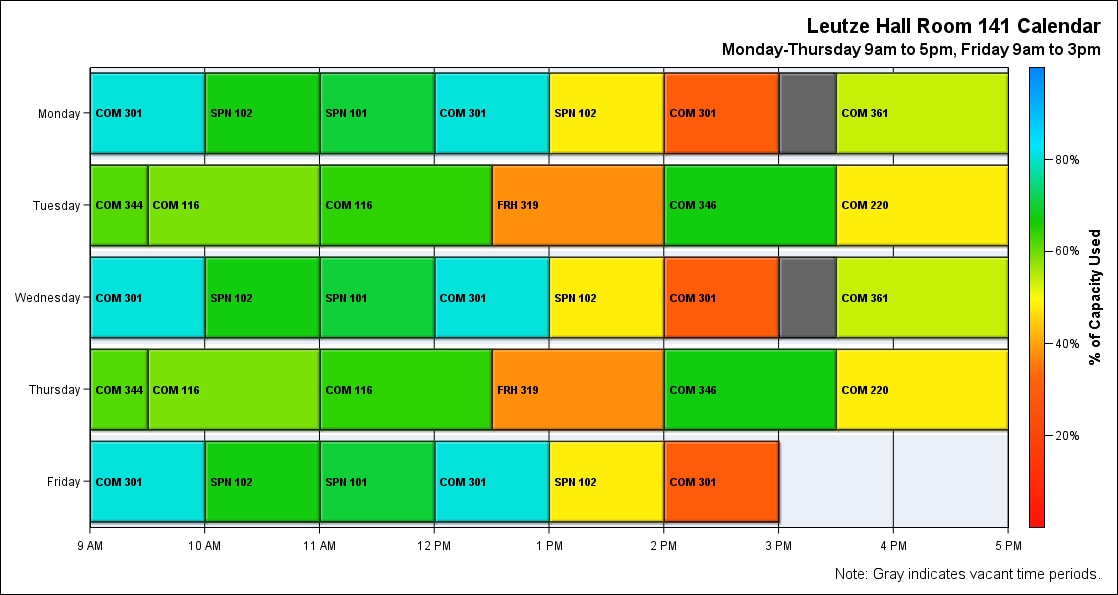 Leutze Hall Room 141 Calendar
Monday-Thursday 9am to 5pm, Friday 9am to 3pm
Monday
COM 301 SPN 102 SPN 101 COM 301 SPN 102 COM 301 COM 361
Tuesday
COM 344 COM 116 COM 116 FRH 319 COM 346 COM 220
Wednesday
COM 301 SPN 102 SPN 101 COM 301 SPN 102 COM 301 COM 361
Thursday
COM 344 COM 116 COM 116 FRH 319 COM 346 COM 220
Friday
COM 301 SPN 102 SPN 101 COM 301 SPN 102 COM 301
9 AM 10 AM 11 AM 12 PM 1 PM 2 PM 3 PM 4 PM 5 PM
80%
60%
40%
20%
% of Capacity Used
Note: Gray indicates vacant time periods.